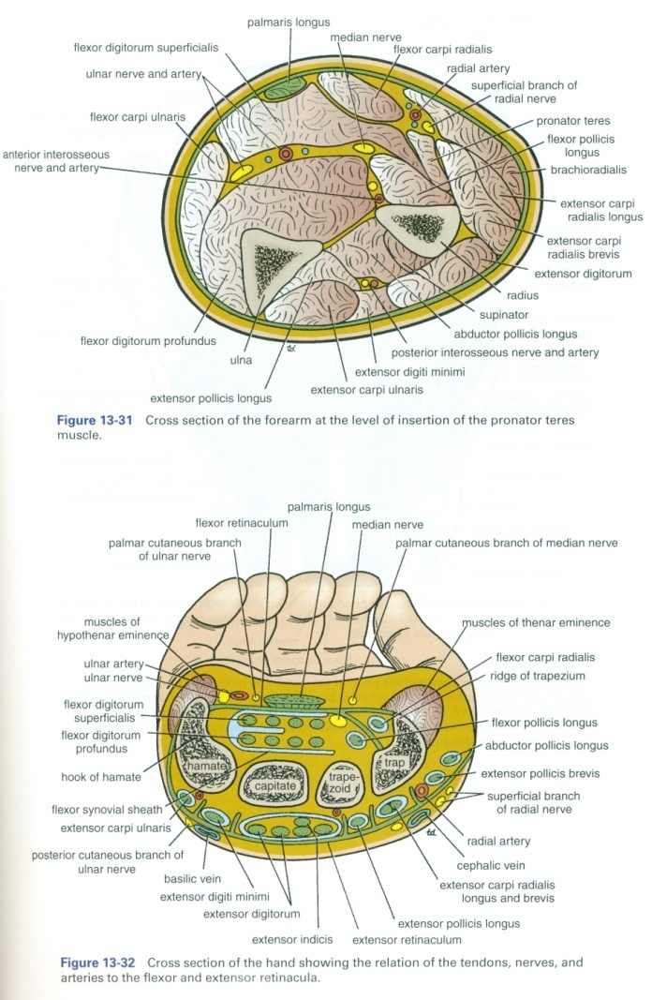 palmaris longus
median nerve
flexor digitorum superficialis
flexor carpi radialis
ulnar nerve and artery
radial artery
superficial branch of
radial nerve
flexor carpi ulnaris
pronator teres
flexor pollicis
longus
anterior interosseous
nerve and artery
brachioradialis
extensor carpi
radialis longus
extensor carpi
radialis brevis
extensor digitorum
radius
supinator
flexor digitorum profundus
abductor pollicis longus
ulna
td
posterior interosseous nerve and artery
extensor digiti minimi
extensor carpi ulnaris
extensor pollicis longus
Figure 13-31 Cross section of the forearm at the level of insertion of the pronator teres
muscle.
palmaris longus
flexor retinaculum
median nerve
palmar cutaneous branch
of ulnar nerve
palmar cutaneous branch of median nerve
muscles of
hypothenar eminence
muscles of thenar eminence
ulnar artery
ulnar nerve
flexor carpi radialis
ridge of trapezium
flexor digitorum
superficialis
flexor digitorum
profundus
flexor pollicis longus
abductor pollicis longus
hook of hamate
hamate
capitate
trape-
zoid
trap
extensor pollicis brevis
flexor synovial sheath
superficial branch
of radial nerve
extensor carpi ulnaris
td
radial artery
posterior cutaneous branch of
ulnar nerve
cephalic vein
basilic vein
extensor digiti minimi
extensor carpi radialis
longus and brevis
extensor digitorum
extensor pollicis longus
extensor indicis
extensor retinaculum
Figure 13-32 Cross section of the hand showing the relation of the tendons, nerves, and
arteries to the flexor and extensor retinacula.